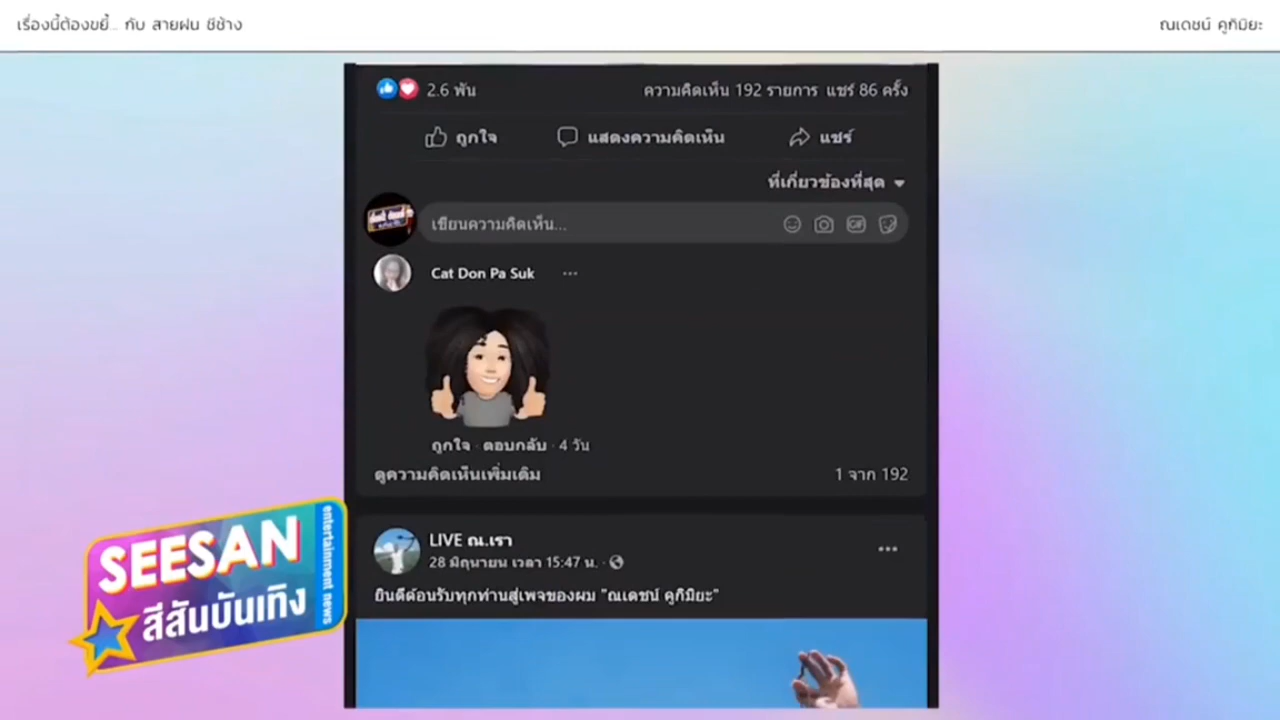 เรื่องนี้ต้องขยี้... กับ สายฝน ชีช้าง
ณเดชน์ คูกิมิยะ
2.6 พัน
ความคิดเห็น 192 รายการ แชร์ 86 ครั้ง
ถูกใจ
แสดงความคิดเห็น
แชร์
ที่เกี่ยวข้องที่สุด
เขียนความคิดเห็น...
GIF
Cat Don Pa Suk
ถูกใจ · ตอบกลับ · 4 วัน
ดูความคิดเห็นเพิ่มเติม
1 จาก 192
LIVE ณ.เรา
28 มิถุนายน เวลา 15:47 น. ·
ยินดีต้อนรับทุกท่านสู่เพจของผม "ณเดชน์ คูกิมิยะ"
SEESAN
สีสันบันเทิง
entertainment news